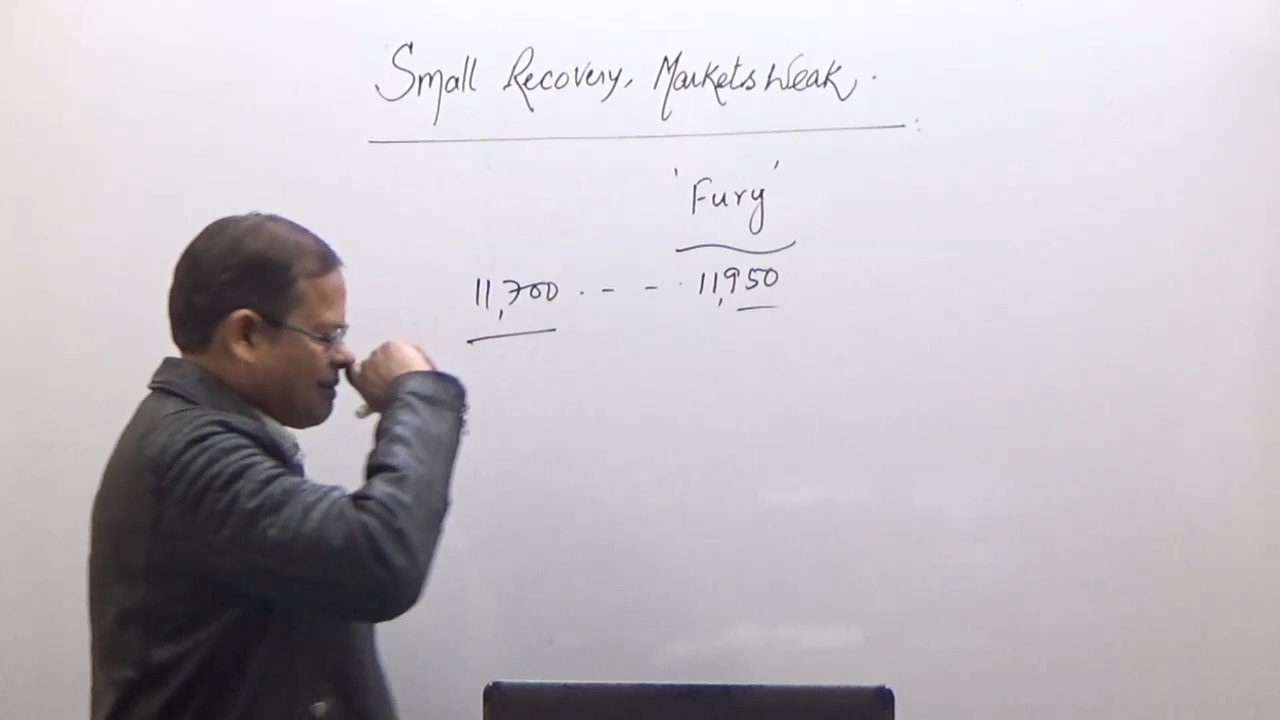 Small Recovery, Markets Weak.
'Fury'
11,700 . - - . 11,950